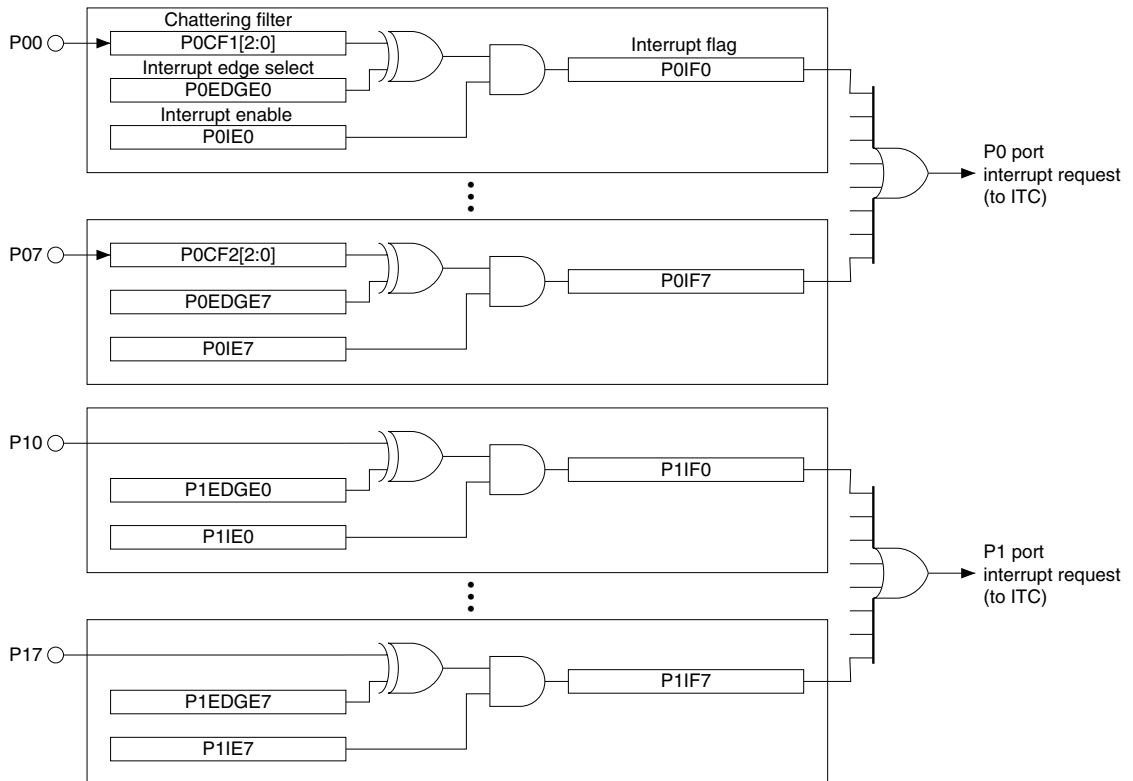 Chattering filter
P00
P0CF1[2:0]
Interrupt edge select
P0EDGE0
Interrupt enable
P0IE0
Interrupt flag
P0IF0
P0 port
interrupt request
(to ITC)
P07
P0CF2[2:0]
P0EDGE7
P0IE7
P0IF7
P10
P1EDGE0
P1IE0
P1IF0
P1 port
interrupt request
(to ITC)
P17
P1EDGE7
P1IE7
P1IF7